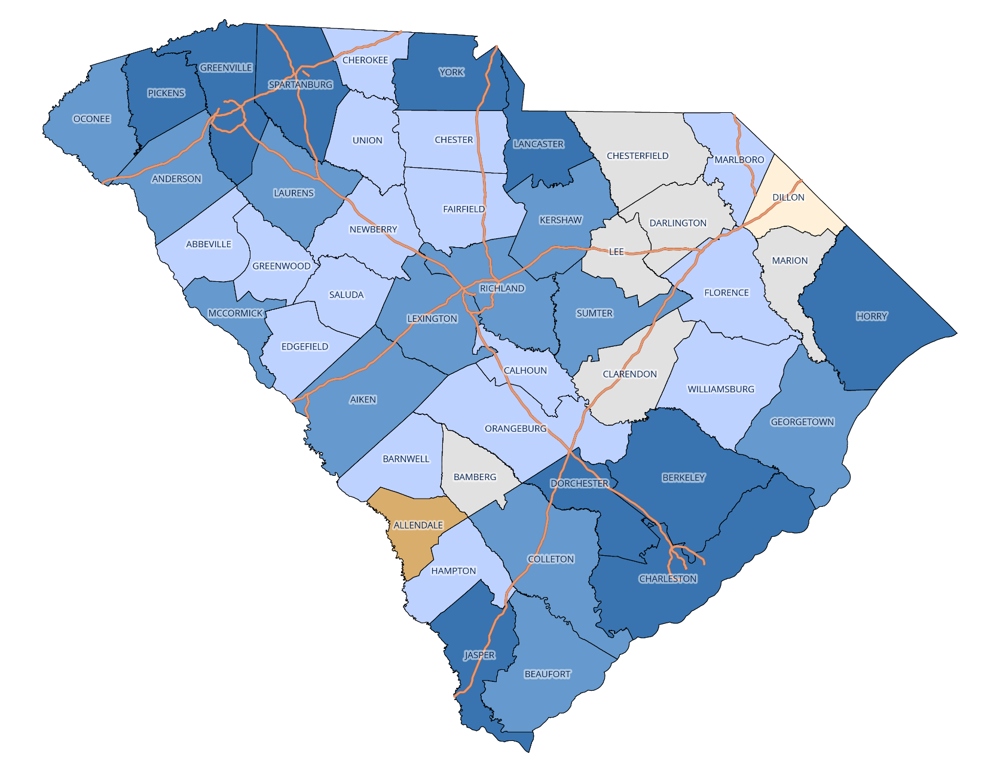 CHEROKEE
GREENVILLE
YORK
SPARTANBURG
PICKENS
OCONEE
UNION
CHESTER
LANCASTER
CHESTERFIELD
MARLBORO
ANDERSON
LAURENS
DILLON
FAIRFIELD
KERSHAW
DARLINGTON
NEWBERRY
ABBEVILLE
LEE
MARION
GREENWOOD
RICHLAND
FLORENCE
SALUDA
MCCORMICK
SUMTER
HORRY
LEXINGTON
EDGEFIELD
CALHOUN
CLARENDON
WILLIAMSBURG
AIKEN
GEORGETOWN
ORANGEBURG
BARNWELL
BAMBERG
BERKELEY
DORCHESTER
ALLENDALE
COLLETON
HAMPTON
CHARLESTON
JASPER
BEAUFORT